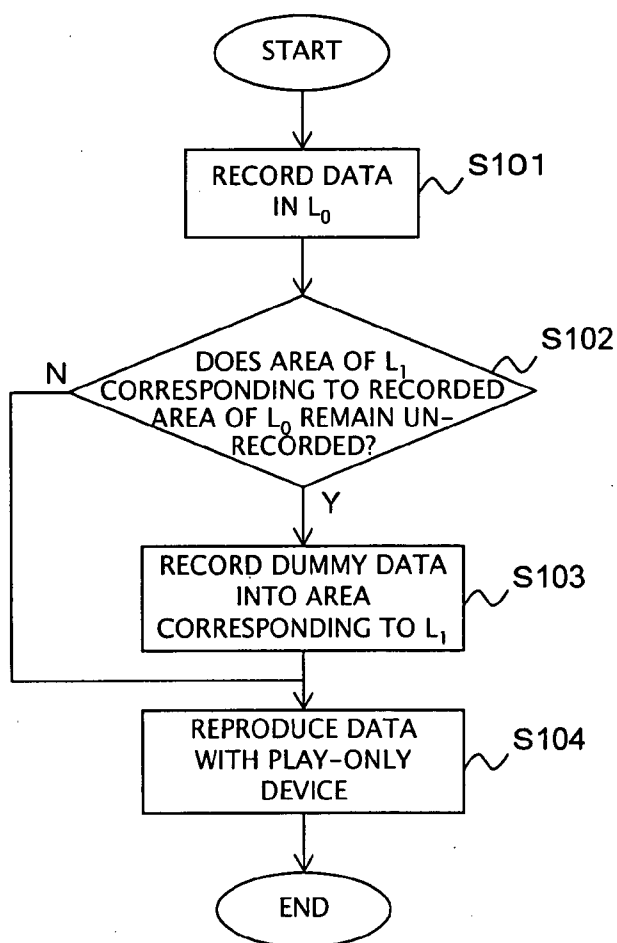 START
RECORD DATA
IN L₀
S101
DOES AREA OF L₁
CORRESPONDING TO RECORDED
AREA OF L₀ REMAIN UN-
RECORDED?
S102
N
Y
RECORD DUMMY DATA
INTO AREA
CORRESPONDING TO L₁
S103
REPRODUCE DATA
WITH PLAY-ONLY
DEVICE
S104
END